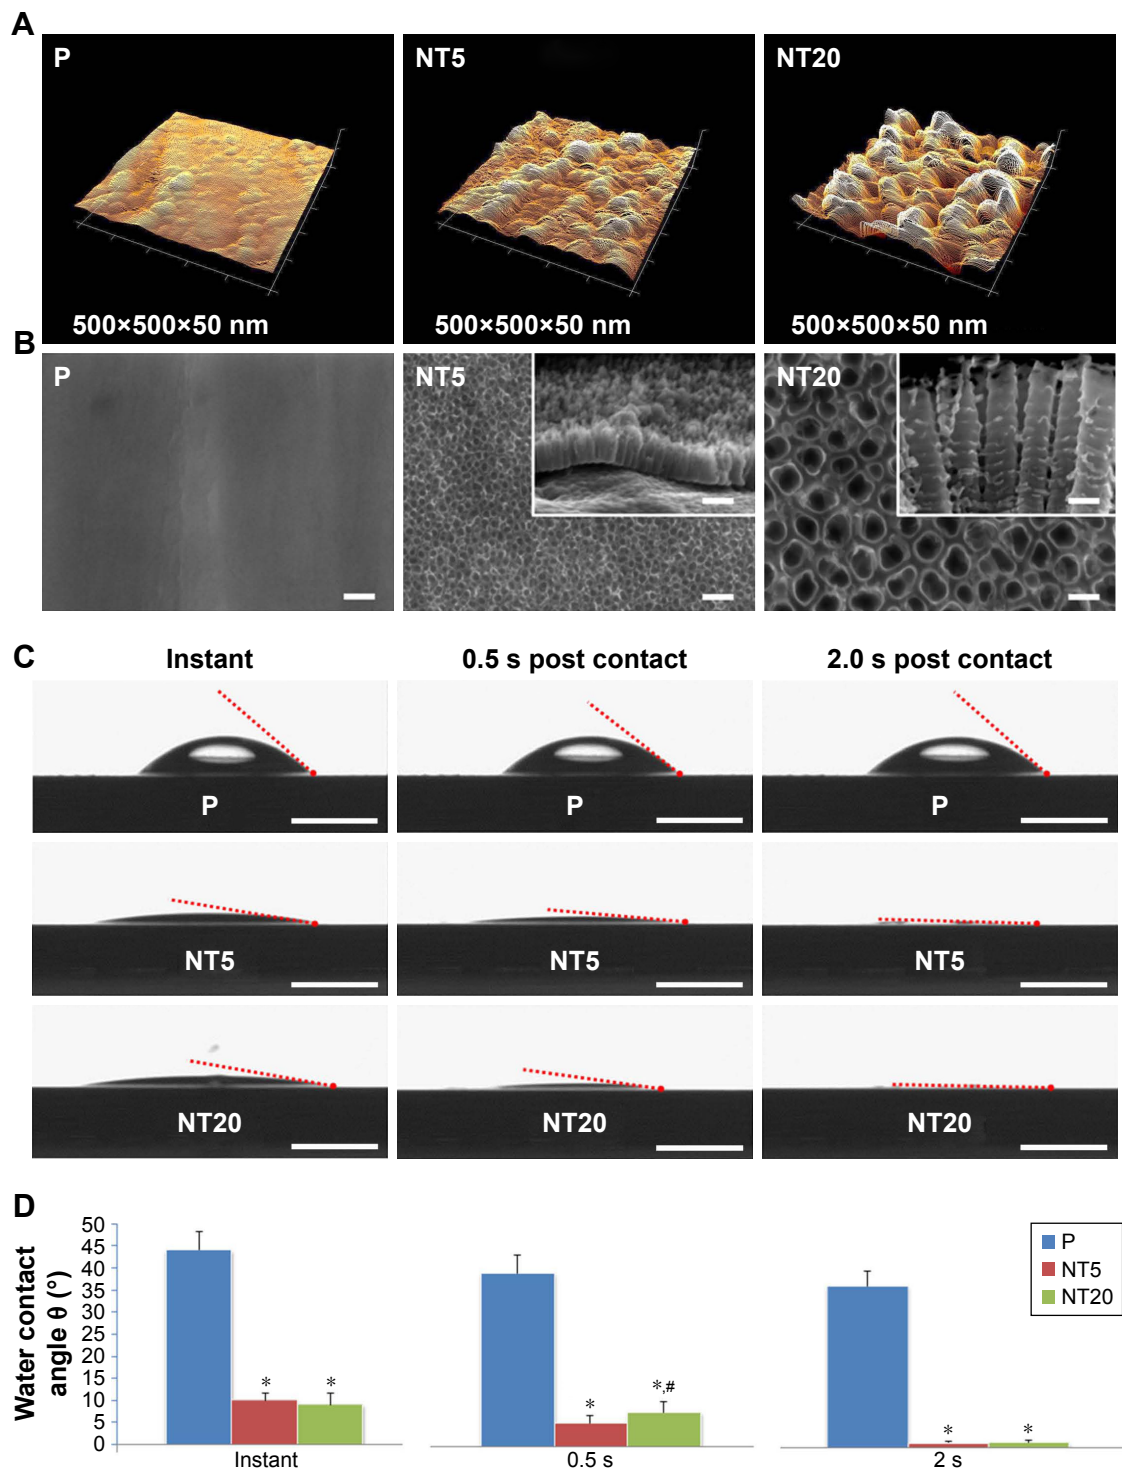 A
P
NT5
NT20
500×500×50 nm
500×500×50 nm
500×500×50 nm
B
P
NT5
NT20
C
Instant
0.5 s post contact
2.0 s post contact
P
P
P
NT5
NT5
NT5
NT20
NT20
NT20
D
Water contact
angle θ (°)
50
45
40
35
30
25
20
15
10
5
0
*
*
*
*,#
*
*
Instant
0.5 s
2 s
P
NT5
NT20